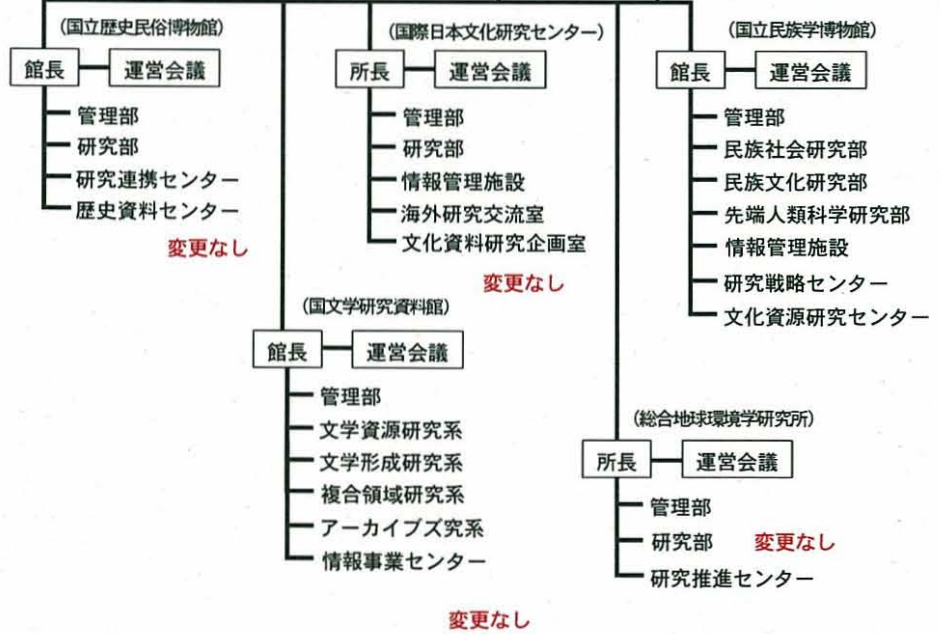 (国立歴史民俗博物館)
館長 運営会議
管理部
研究部
研究連携センター
歴史資料センター
変更なし
(国際日本文化研究センター)
所長 運営会議
管理部
研究部
情報管理施設
海外研究交流室
文化資料研究企画室
変更なし
(国立民族学博物館)
館長 運営会議
管理部
民族社会研究部
民族文化研究部
先端人類科学研究部
情報管理施設
研究戦略センター
文化資源研究センター
(国文学研究資料館)
館長 運営会議
管理部
文学資源研究系
文学形成研究系
複合領域研究系
アーカイブズ究系
情報事業センター
変更なし
(総合地球環境学研究所)
所長 運営会議
管理部
研究部 変更なし
研究推進センター